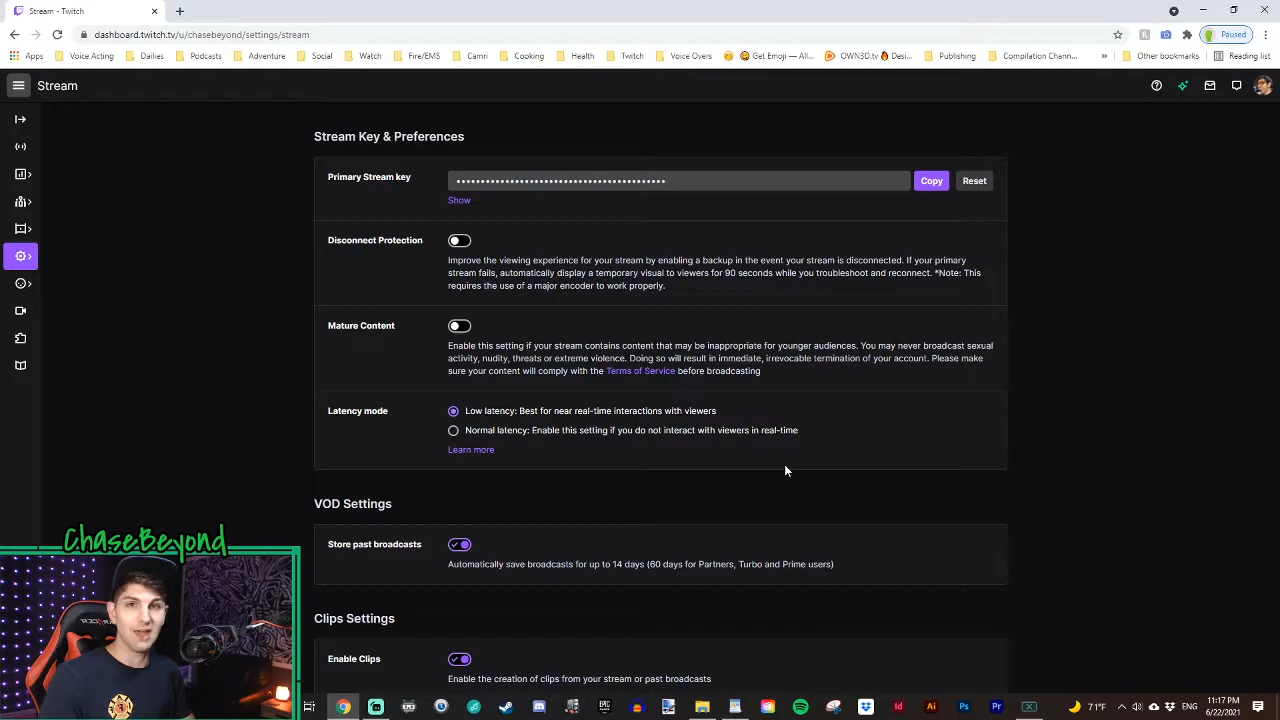 Stream - Twitch
dashboard.twitch.tv/u/chasebeyond/settings/stream
Paused
Apps Voice Acting Dailies Podcasts Adventure Social Watch Fire/EMS Camri Cooking Health Twitch Voice Overs Get Emoji — All... OWN3D.tv Desi... Publishing Compilation Chann... » Other bookmarks Reading list
Stream
Stream Key & Preferences
Primary Stream key
••••••••••••••••••••••••••••••••••••••••••••
Copy
Reset
Show
Disconnect Protection
Improve the viewing experience for your stream by enabling a backup in the event your stream is disconnected. If your primary
stream fails, automatically display a temporary visual to viewers for 90 seconds while you troubleshoot and reconnect. *Note: This
requires the use of a major encoder to work properly.
Mature Content
Enable this setting if your stream contains content that may be inappropriate for younger audiences. You may never broadcast sexual
activity, nudity, threats or extreme violence. Doing so will result in immediate, irrevocable termination of your account. Please make
sure your content will comply with the Terms of Service before broadcasting
Latency mode
Low latency: Best for near real-time interactions with viewers
Normal latency: Enable this setting if you do not interact with viewers in real-time
Learn more
VOD Settings
Store past broadcasts
Automatically save broadcasts for up to 14 days (60 days for Partners, Turbo and Prime users)
Clips Settings
Enable Clips
Enable the creation of clips from your stream or past broadcasts
ChaseBeyond
EPIC
Id
Ai
Ps
Pr
71°F
11:17 PM
6/22/2021